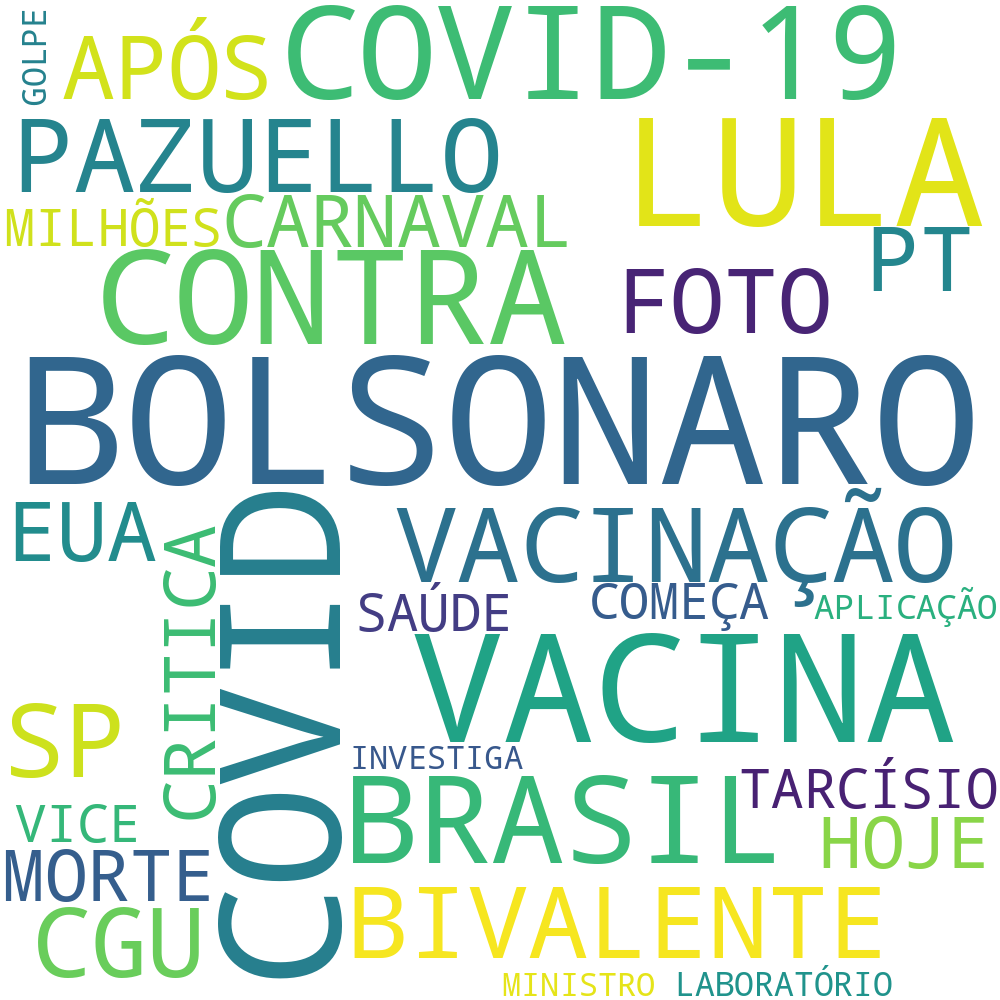 GOLPE
APÓS
COVID-19
PAZUELLO
LULA
MILHÕES
CARNAVAL
PT
CONTRA
FOTO
BOLSONARO
EUA
CRITICA
COVID
VACINAÇÃO
SAÚDE
COMEÇA
APLICAÇÃO
VACINA
SP
INVESTIGA
BRASIL
TARCÍSIO
VICE
HOJE
MORTE
BIVALENTE
CGU
MINISTRO
LABORATÓRIO